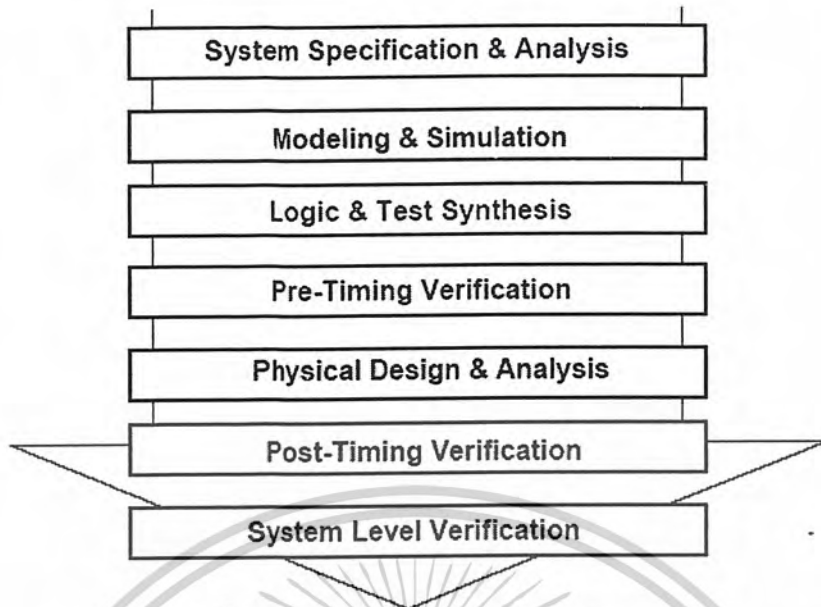 System Specification & Analysis
Modeling & Simulation
Logic & Test Synthesis
Pre-Timing Verification
Physical Design & Analysis
Post-Timing Verification
System Level Verification